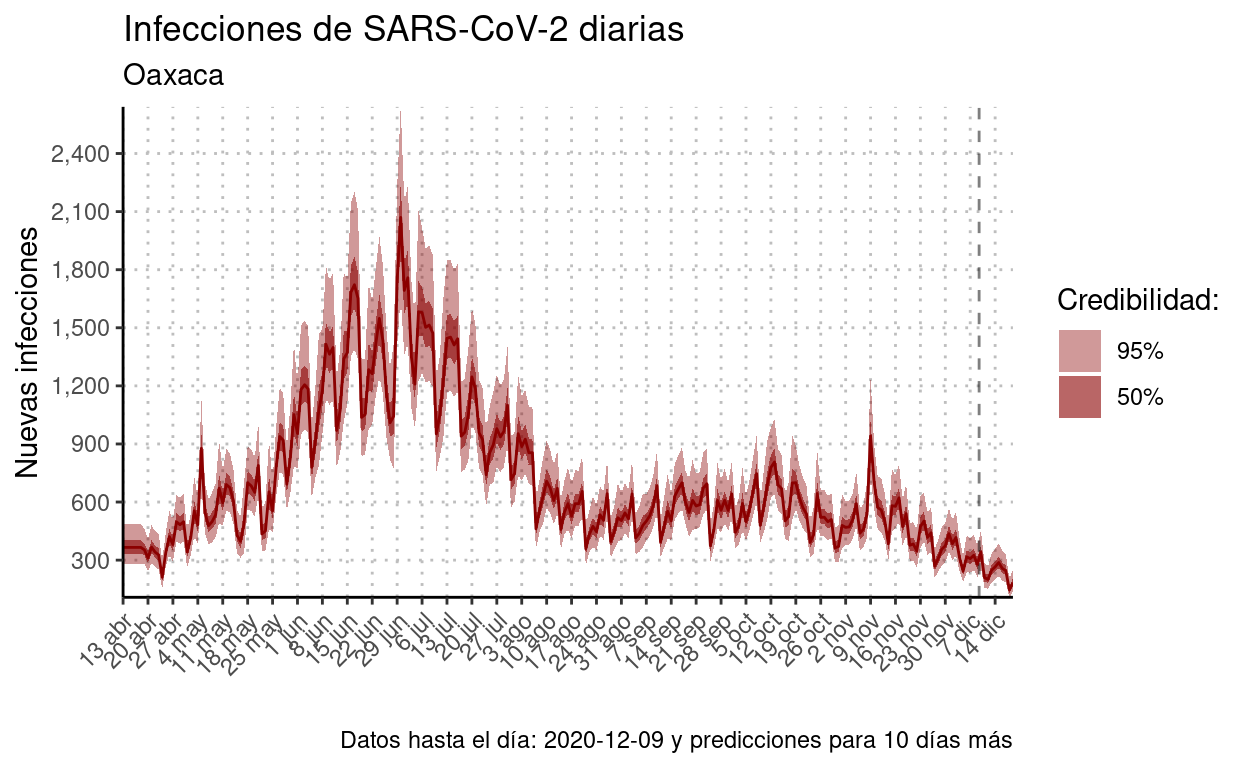 Infecciones de SARS-CoV-2 diarias
Oaxaca
Nuevas infecciones
2,400
2,100
1,800
1,500
1,200
900
600
300
13 abr
20 abr
27 abr
4 may
11 may
18 may
25 may
1 jun
8 jun
15 jun
22 jun
29 jun
6 jul
13 jul
20 jul
27 jul
3 ago
10 ago
17 ago
24 ago
31 ago
7 sep
14 sep
21 sep
28 sep
5 oct
12 oct
19 oct
26 oct
2 nov
9 nov
16 nov
23 nov
30 nov
7 dic
14 dic
Credibilidad:
95%
50%
Datos hasta el día: 2020-12-09 y predicciones para 10 días más